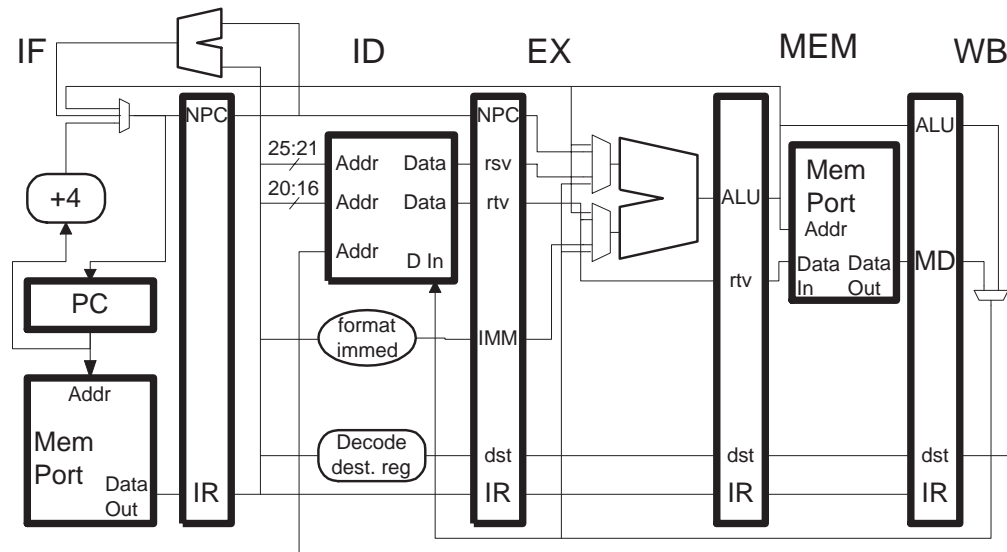 IF ID EX MEM WB
NPC NPC ALU
25:21 Addr Data rsv
20:16 Addr Data rtv
+4
Mem
Port
ALU
Addr
Addr
D In
Data
In
Data
Out
MD
rtv
PC
format
immed
IMM
Addr
Mem
Port
Data
Out
Decode
dest. reg
dst dst dst
IR IR IR IR